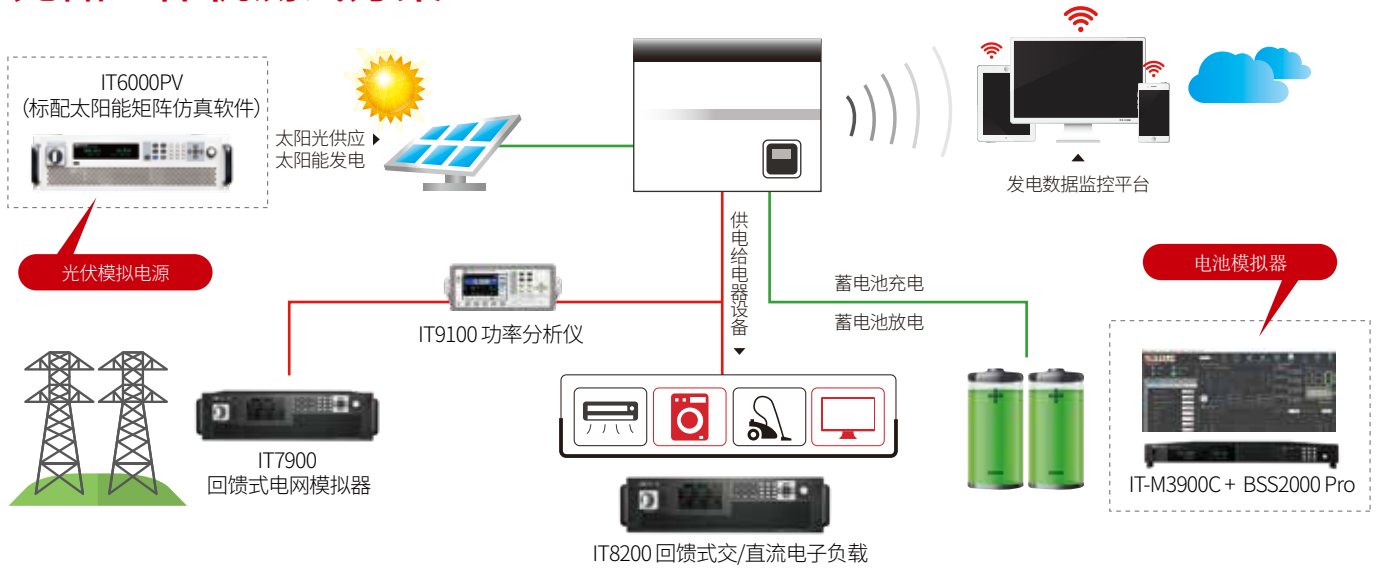 IT6000PV
（标配太阳能矩阵仿真软件）
太阳光供应
太阳能发电
光伏模拟电源
发电数据监控平台
供电给电器设备
电池模拟器
蓄电池充电
蓄电池放电
IT9100 功率分析仪
IT7900
回馈式电网模拟器
IT-M3900C + BSS2000 Pro
IT8200 回馈式交/直流电子负载